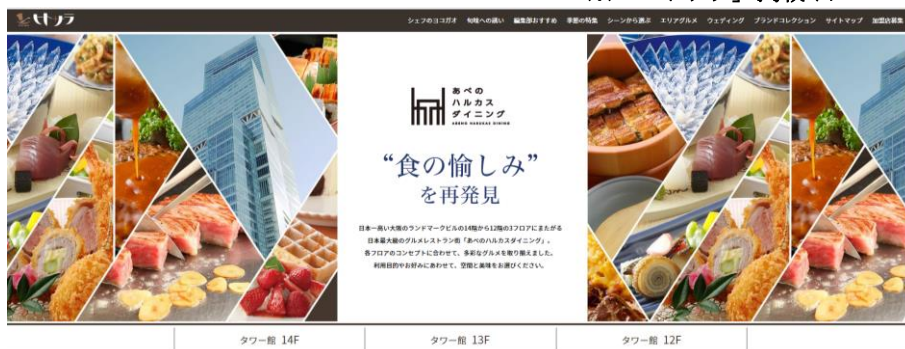 ヒトサラ
シェフのヨコガオ 旬味への誘い 編集部おすすめ 季節の特集 シーンから選ぶ エリアグルメ ウェディング ブランドコレクション サイトマップ 加盟店募集
あべの
ハルカス
ダイニング
ABENO HARUKAS DINING
“食の愉しみ”
を再発見
日本一高い大阪のランドマークビルの14階から12階の3フロアにまたがる
日本最大級のグルメレストラン街「あべのハルカスダイニング」。
各フロアのコンセプトに合わせて、多彩なグルメを取り揃えました。
利用目的やお好みにあわせて、空間と美味をお選びください。
タワー館 14F
タワー館 13F
タワー館 12F